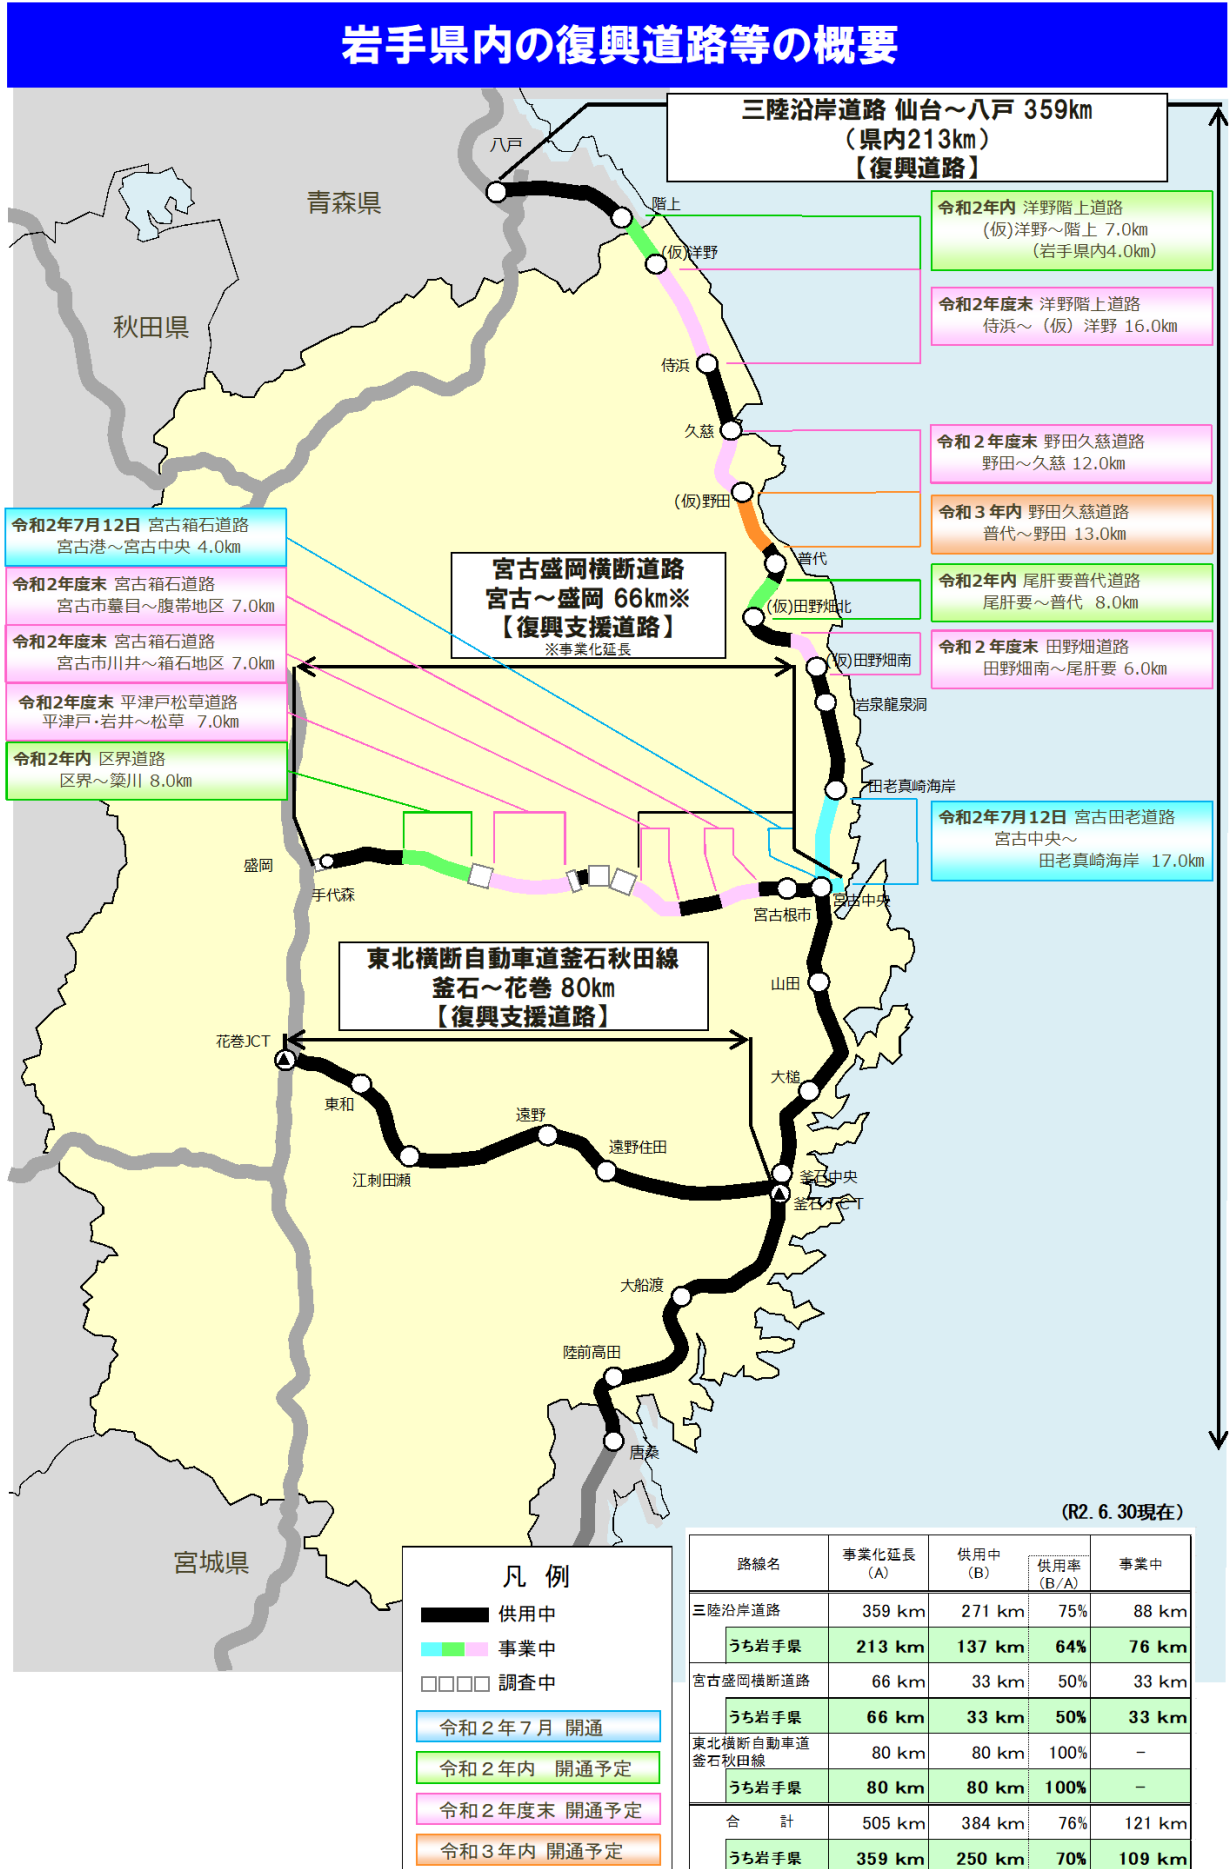 岩手県内の復興道路等の概要
三陸沿岸道路 仙台～八戸 359km
（県内213km）
【復興道路】
八戸
青森県
階上
(仮)洋野
秋田県
侍浜
久慈
(仮)野田
普代
(仮)田野畑北
(仮)田野畑南
岩泉龍泉洞
田老真崎海岸
令和2年内 洋野階上道路
(仮)洋野～階上 7.0km
（岩手県内4.0km）
令和2年度末 洋野階上道路
侍浜～（仮）洋野 16.0km
令和２年度末 野田久慈道路
野田～久慈 12.0km
令和３年内 野田久慈道路
普代～野田 13.0km
令和2年内 尾肝要普代道路
尾肝要～普代 8.0km
令和２年度末 田野畑道路
田野畑南～尾肝要 6.0km
令和2年7月12日 宮古田老道路
宮古中央～
田老真崎海岸 17.0km
令和2年7月12日 宮古箱石道路
宮古港～宮古中央 4.0km
令和2年度末 宮古箱石道路
宮古市蟇目～腹帯地区 7.0km
令和2年度末 宮古箱石道路
宮古市川井～箱石地区 7.0km
令和2年度末 平津戸松草道路
平津戸・岩井～松草 7.0km
令和2年内 区界道路
区界～簗川 8.0km
宮古盛岡横断道路
宮古～盛岡 66km※
【復興支援道路】
※事業化延長
盛岡
手代森
宮古根市
宮古中央
山田
東北横断自動車道釜石秋田線
釜石～花巻 80km
【復興支援道路】
花巻JCT
東和
江刺田瀬
遠野
遠野住田
大槌
釜石中央
釜石ＪＣＴ
大船渡
陸前高田
唐桑
宮城県
凡 例
供用中
事業中
調査中
令和２年７月 開通
令和２年内 開通予定
令和２年度末 開通予定
令和３年内 開通予定
(R2.6.30現在)
路線名 事業化延長(A) 供用中(B) 供用率(B/A) 事業中
三陸沿岸道路 359 km 271 km 75% 88 km
うち岩手県 213 km 137 km 64% 76 km
宮古盛岡横断道路 66 km 33 km 50% 33 km
うち岩手県 66 km 33 km 50% 33 km
東北横断自動車道釜石秋田線 80 km 80 km 100% －
うち岩手県 80 km 80 km 100% －
合 計 505 km 384 km 76% 121 km
うち岩手県 359 km 250 km 70% 109 km